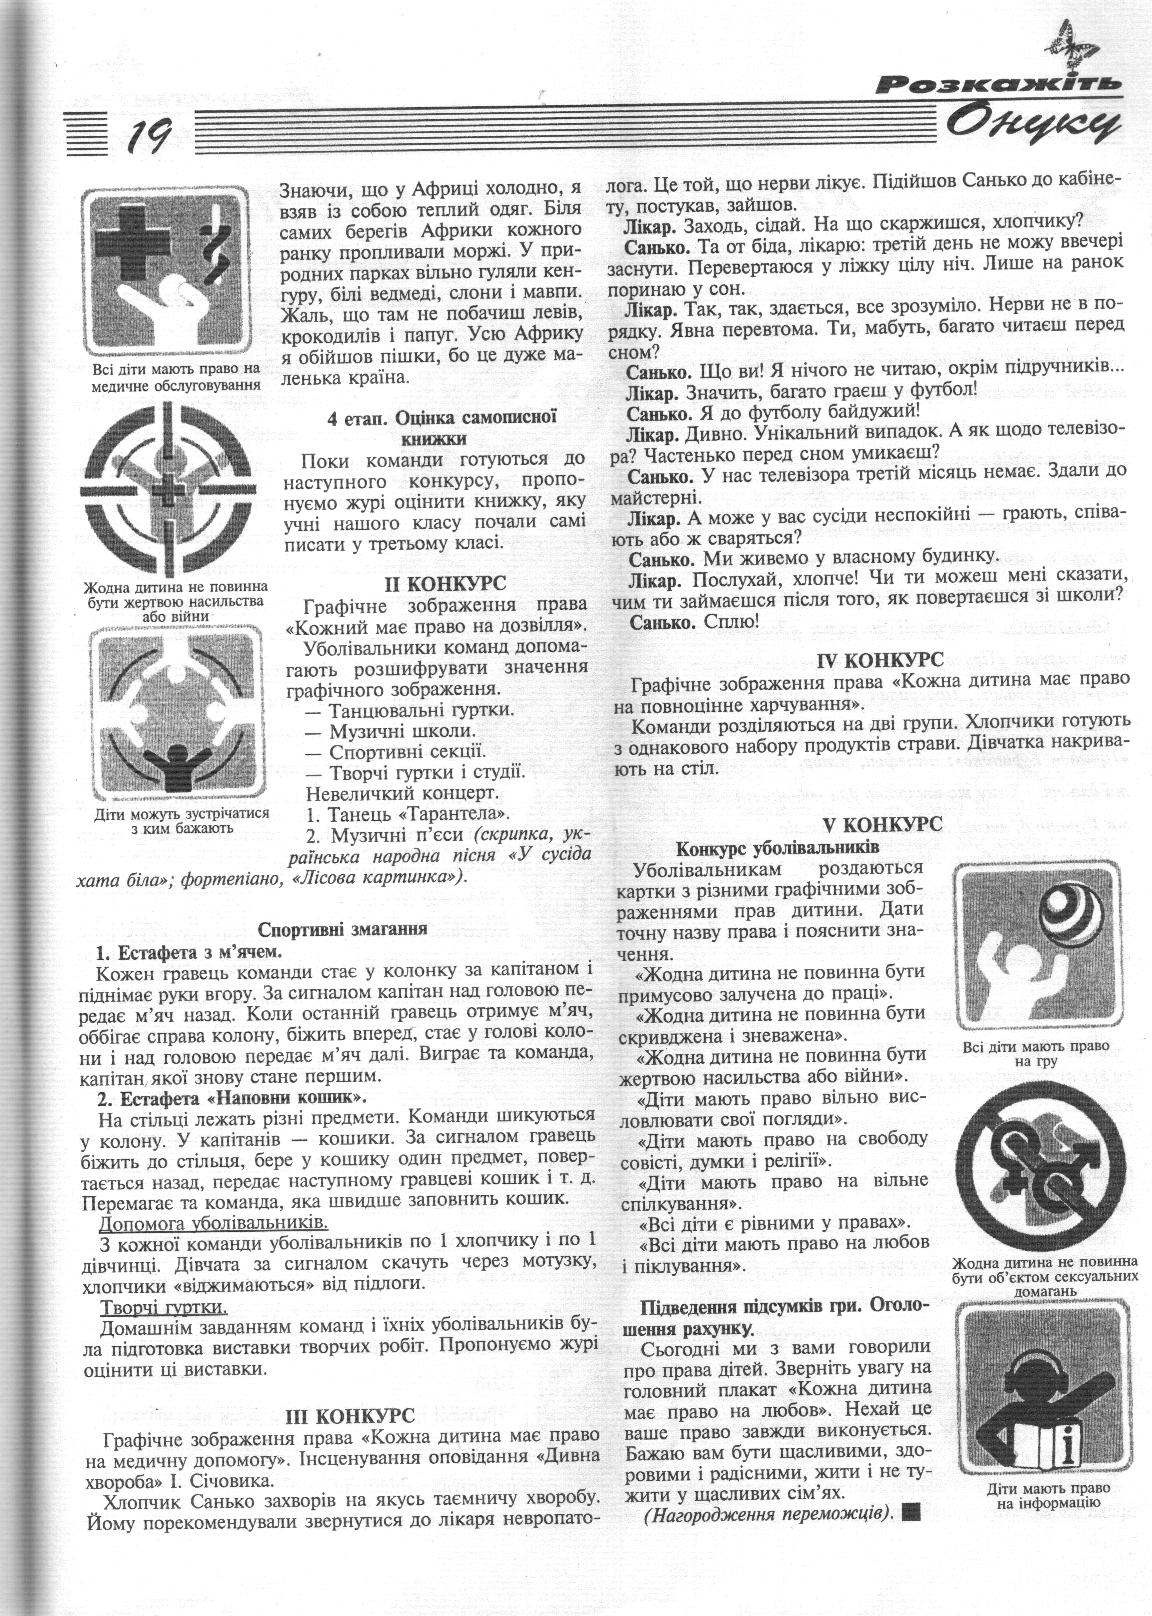 Розкажіть
Онуку
19
Всі діти мають право на
медичне обслуговування
Жодна дитина не повинна
бути жертвою насильства
або війни
Діти можуть зустрічатися
з ким бажають
Знаючи, що у Африці холодно, я
взяв із собою теплий одяг. Біля
самих берегів Африки кожного
ранку пропливали моржі. У при-
родних парках вільно гуляли кен-
гуру, білі ведмеді, слони і мавпи.
Жаль, що там не побачиш левів,
крокодилів і папуг. Усю Африку
я обійшов пішки, бо це дуже ма-
ленька країна.
4 етап. Оцінка самописної
книжки
Поки команди готуються до
наступного конкурсу, пропо-
нуємо журі оцінити книжку, яку
учні нашого класу почали самі
писати у третьому класі.
ІІ КОНКУРС
Графічне зображення права
«Кожний має право на дозвілля».
Уболівальники команд допома-
гають розшифрувати значення
графічного зображення.
— Танцювальні гуртки.
— Музичні школи.
— Спортивні секції.
— Творчі гуртки і студії.
Невеличкий концерт.
1. Танець «Тарантела».
2. Музичні п’єси (скрипка, ук-
раїнська народна пісня «У сусіда
хата біла»; фортепіано, «Лісова картинка»).
Спортивні змагання
1. Естафета з м’ячем.
Кожен гравець команди стає у колонку за капітаном і
піднімає руки вгору. За сигналом капітан над головою пе-
редає м’яч назад. Коли останній гравець отримує м’яч,
оббігає справа колону, біжить вперед, стає у голові коло-
ни і над головою передає м’яч далі. Виграє та команда,
капітан якої знову стане першим.
2. Естафета «Наповни кошик».
На стільці лежать різні предмети. Команди шикуються
у колону. У капітанів — кошики. За сигналом гравець
біжить до стільця, бере у кошику один предмет, повер-
тається назад, передає наступному гравцеві кошик і т. д.
Перемагає та команда, яка швидше заповнить кошик.
Допомога уболівальників.
З кожної команди уболівальників по 1 хлопчику і по 1
дівчинці. Дівчата за сигналом скачуть через мотузку,
хлопчики «віджимаються» від підлоги.
Творчі гуртки.
Домашнім завданням команд і їхніх уболівальників бу-
ла підготовка виставки творчих робіт. Пропонуємо журі
оцінити ці виставки.
ІІІ КОНКУРС
Графічне зображення права «Кожна дитина має право
на медичну допомогу». Інсценування оповідання «Дивна
хвороба» І. Січовика.
Хлопчик Санько захворів на якусь таємничу хворобу.
Йому порекомендували звернутися до лікаря невропато-
лога. Це той, що нерви лікує. Підійшов Санько до кабіне-
ту, постукав, зайшов.
Лікар. Заходь, сідай. На що скаржишся, хлопчику?
Санько. Та от біда, лікарю: третій день не можу ввечері
заснути. Перевертаюся у ліжку цілу ніч. Лише на ранок
поринаю у сон.
Лікар. Так, так, здається, все зрозуміло. Нерви не в по-
рядку. Явна перевтома. Ти, мабуть, багато читаєш перед
сном?
Санько. Що ви! Я нічого не читаю, окрім підручників...
Лікар. Значить, багато граєш у футбол!
Санько. Я до футболу байдужий!
Лікар. Дивно. Унікальний випадок. А як щодо телевізо-
ра? Частенько перед сном умикаєш?
Санько. У нас телевізора третій місяць немає. Здали до
майстерні.
Лікар. А може у вас сусіди неспокійні — грають, співа-
ють або ж сваряться?
Санько. Ми живемо у власному будинку.
Лікар. Послухай, хлопче! Чи ти можеш мені сказати,
чим ти займаєшся після того, як повертаєшся зі школи?
Санько. Сплю!
IV КОНКУРС
Графічне зображення права «Кожна дитина має право
на повноцінне харчування».
Команди розділяються на дві групи. Хлопчики готують
з однакового набору продуктів страви. Дівчатка накрива-
ють на стіл.
V КОНКУРС
Конкурс уболівальників
Уболівальникам роздаються
картки з різними графічними зоб-
раженнями прав дитини. Дати
точну назву права і пояснити зна-
чення.
«Жодна дитина не повинна бути
примусово залучена до праці».
«Жодна дитина не повинна бути
скривджена і зневажена».
«Жодна дитина не повинна бути
жертвою насильства або війни».
«Діти мають право вільно вис-
ловлювати свої погляди».
«Діти мають право на свободу
совісті, думки і релігії».
«Діти мають право на вільне
спілкування».
«Всі діти є рівними у правах».
«Всі діти мають право на любов
і піклування».
Підведення підсумків гри. Оголо-
шення рахунку.
Сьогодні ми з вами говорили
про права дітей. Зверніть увагу на
головний плакат «Кожна дитина
має право на любов». Нехай це
ваше право завжди виконується.
Бажаю вам бути щасливими, здо-
ровими і радісними, жити і не ту-
жити у щасливих сім’ях.
(Нагородження переможців).
Всі діти мають право
на гру
Жодна дитина не повинна
бути об’єктом сексуальних
домагань
i
Діти мають право
на інформацію